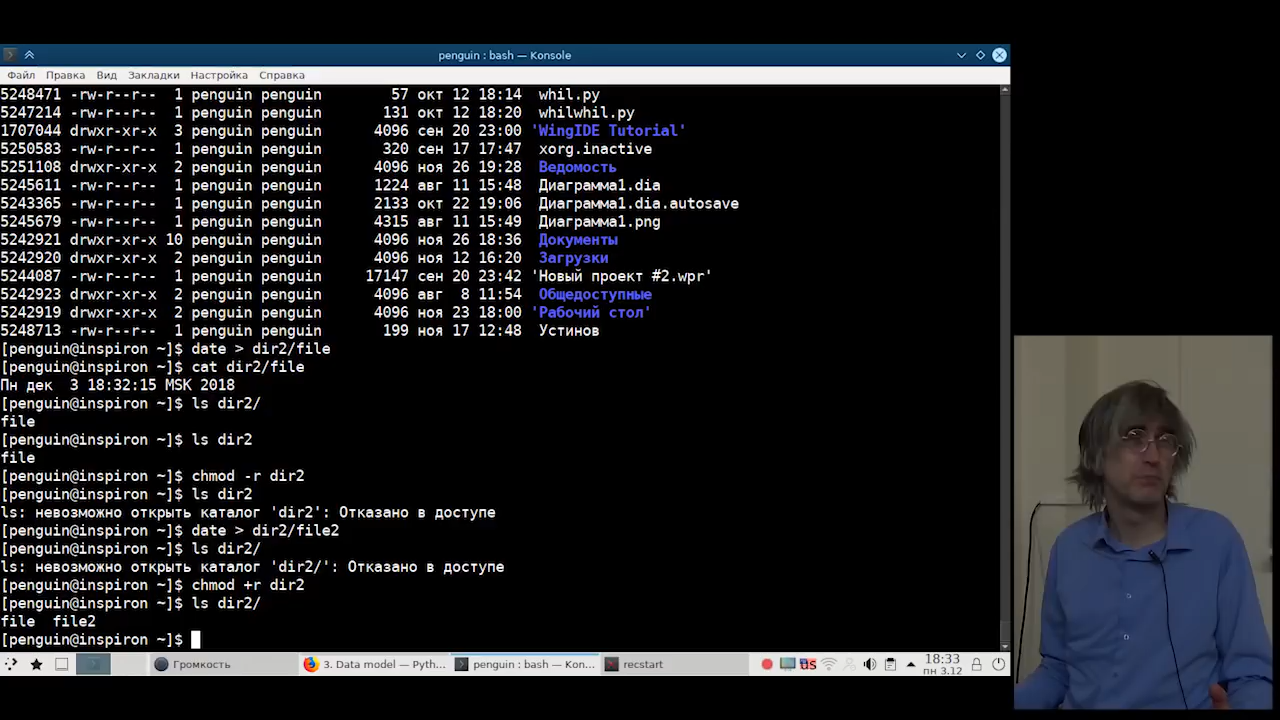 penguin : bash — Konsole
Файл Правка Вид Закладки Настройка Справка
5248471 -rw-r--r-- 1 penguin penguin 57 окт 12 18:14 whil.py
5247214 -rw-r--r-- 1 penguin penguin 131 окт 12 18:20 whilwhil.py
1707044 drwxr-xr-x 3 penguin penguin 4096 сен 20 23:00 'WingIDE Tutorial'
5250583 -rw-r--r-- 1 penguin penguin 320 сен 17 17:47 xorg.inactive
5251108 drwxr-xr-x 2 penguin penguin 4096 ноя 26 19:28 Ведомость
5245611 -rw-r--r-- 1 penguin penguin 1224 авг 11 15:48 Диаграмма1.dia
5243365 -rw-r--r-- 1 penguin penguin 2133 окт 22 19:06 Диаграмма1.dia.autosave
5245679 -rw-r--r-- 1 penguin penguin 4315 авг 11 15:49 Диаграмма1.png
5242921 drwxr-xr-x 10 penguin penguin 4096 ноя 26 18:36 Документы
5242920 drwxr-xr-x 2 penguin penguin 4096 ноя 12 16:20 Загрузки
5244087 -rw-r--r-- 1 penguin penguin 17147 сен 20 23:42 'Новый проект #2.wpr'
5242923 drwxr-xr-x 2 penguin penguin 4096 авг 8 11:54 Общедоступные
5242919 drwxr-xr-x 2 penguin penguin 4096 ноя 23 18:00 'Рабочий стол'
5248713 -rw-r--r-- 1 penguin penguin 199 ноя 17 12:48 Устинов
[penguin@inspiron ~]$ date > dir2/file
[penguin@inspiron ~]$ cat dir2/file
Пн дек 3 18:32:15 MSK 2018
[penguin@inspiron ~]$ ls dir2/
file
[penguin@inspiron ~]$ ls dir2
file
[penguin@inspiron ~]$ chmod -r dir2
[penguin@inspiron ~]$ ls dir2
ls: невозможно открыть каталог 'dir2': Отказано в доступе
[penguin@inspiron ~]$ date > dir2/file2
[penguin@inspiron ~]$ ls dir2/
ls: невозможно открыть каталог 'dir2/': Отказано в доступе
[penguin@inspiron ~]$ chmod +r dir2
[penguin@inspiron ~]$ ls dir2/
file file2
[penguin@inspiron ~]$
Громкость 3. Data model — Pyth... penguin : bash — Kon... recstart us 18:33
пн 3.12